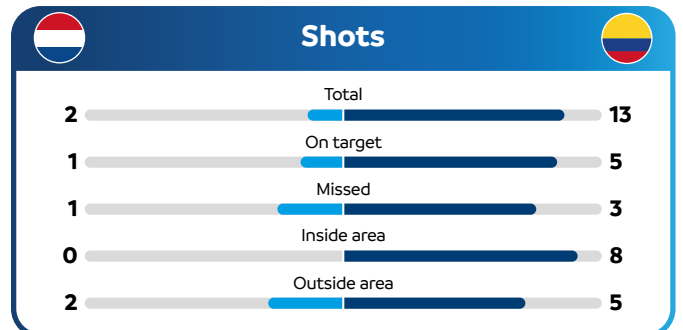 Shots
Total
2 13
On target
1 5
Missed
1 3
Inside area
0 8
Outside area
2 5